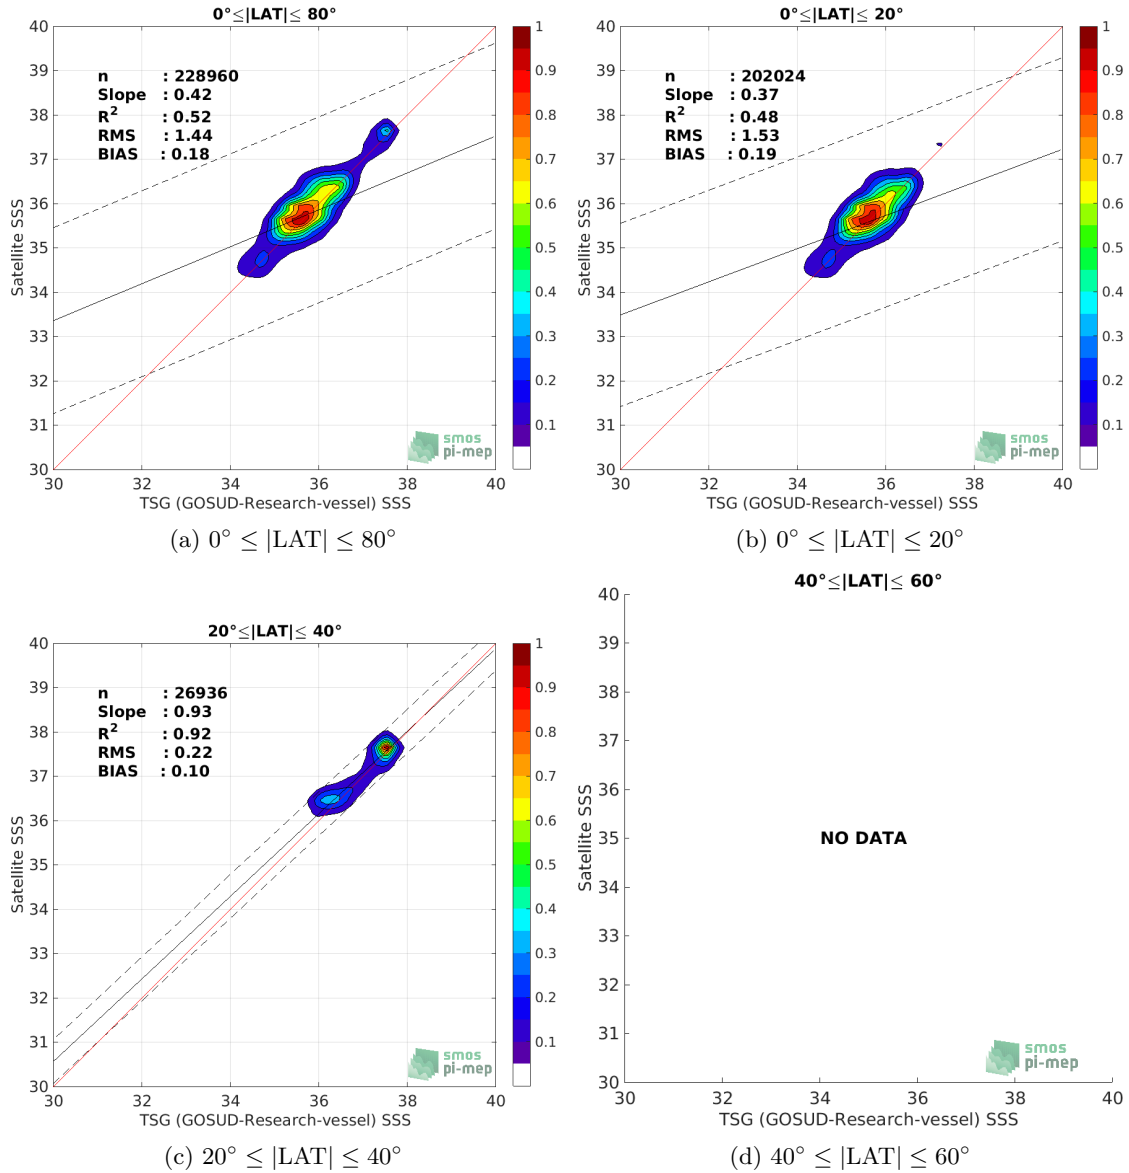 0°≤|LAT|≤ 80°
40
39
38
37
36
35
34
33
32
31
30
Satellite SSS
n : 228960
Slope : 0.42
R2 : 0.52
RMS : 1.44
BIAS : 0.18
smos
pi-mep
30 32 34 36 38 40
TSG (GOSUD-Research-vessel) SSS
1
0.9
0.8
0.7
0.6
0.5
0.4
0.3
0.2
0.1
(a) 0° ≤ |LAT| ≤ 80°
0°≤|LAT|≤ 20°
40
39
38
37
36
35
34
33
32
31
30
Satellite SSS
n : 202024
Slope : 0.37
R2 : 0.48
RMS : 1.53
BIAS : 0.19
smos
pi-mep
30 32 34 36 38 40
TSG (GOSUD-Research-vessel) SSS
1
0.9
0.8
0.7
0.6
0.5
0.4
0.3
0.2
0.1
(b) 0° ≤ |LAT| ≤ 20°
20°≤|LAT|≤ 40°
40
39
38
37
36
35
34
33
32
31
30
Satellite SSS
n : 26936
Slope : 0.93
R2 : 0.92
RMS : 0.22
BIAS : 0.10
smos
pi-mep
30 32 34 36 38 40
TSG (GOSUD-Research-vessel) SSS
1
0.9
0.8
0.7
0.6
0.5
0.4
0.3
0.2
0.1
(c) 20° ≤ |LAT| ≤ 40°
40°≤|LAT|≤ 60°
40
39
38
37
36
35
34
33
32
31
30
Satellite SSS
NO DATA
smos
pi-mep
30 32 34 36 38 40
TSG (GOSUD-Research-vessel) SSS
(d) 40° ≤ |LAT| ≤ 60°